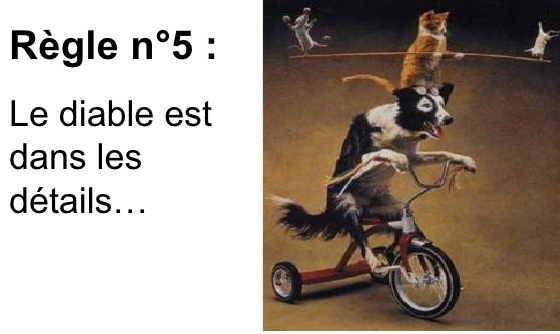 Règle n°5 :
Le diable est
dans les
détails…